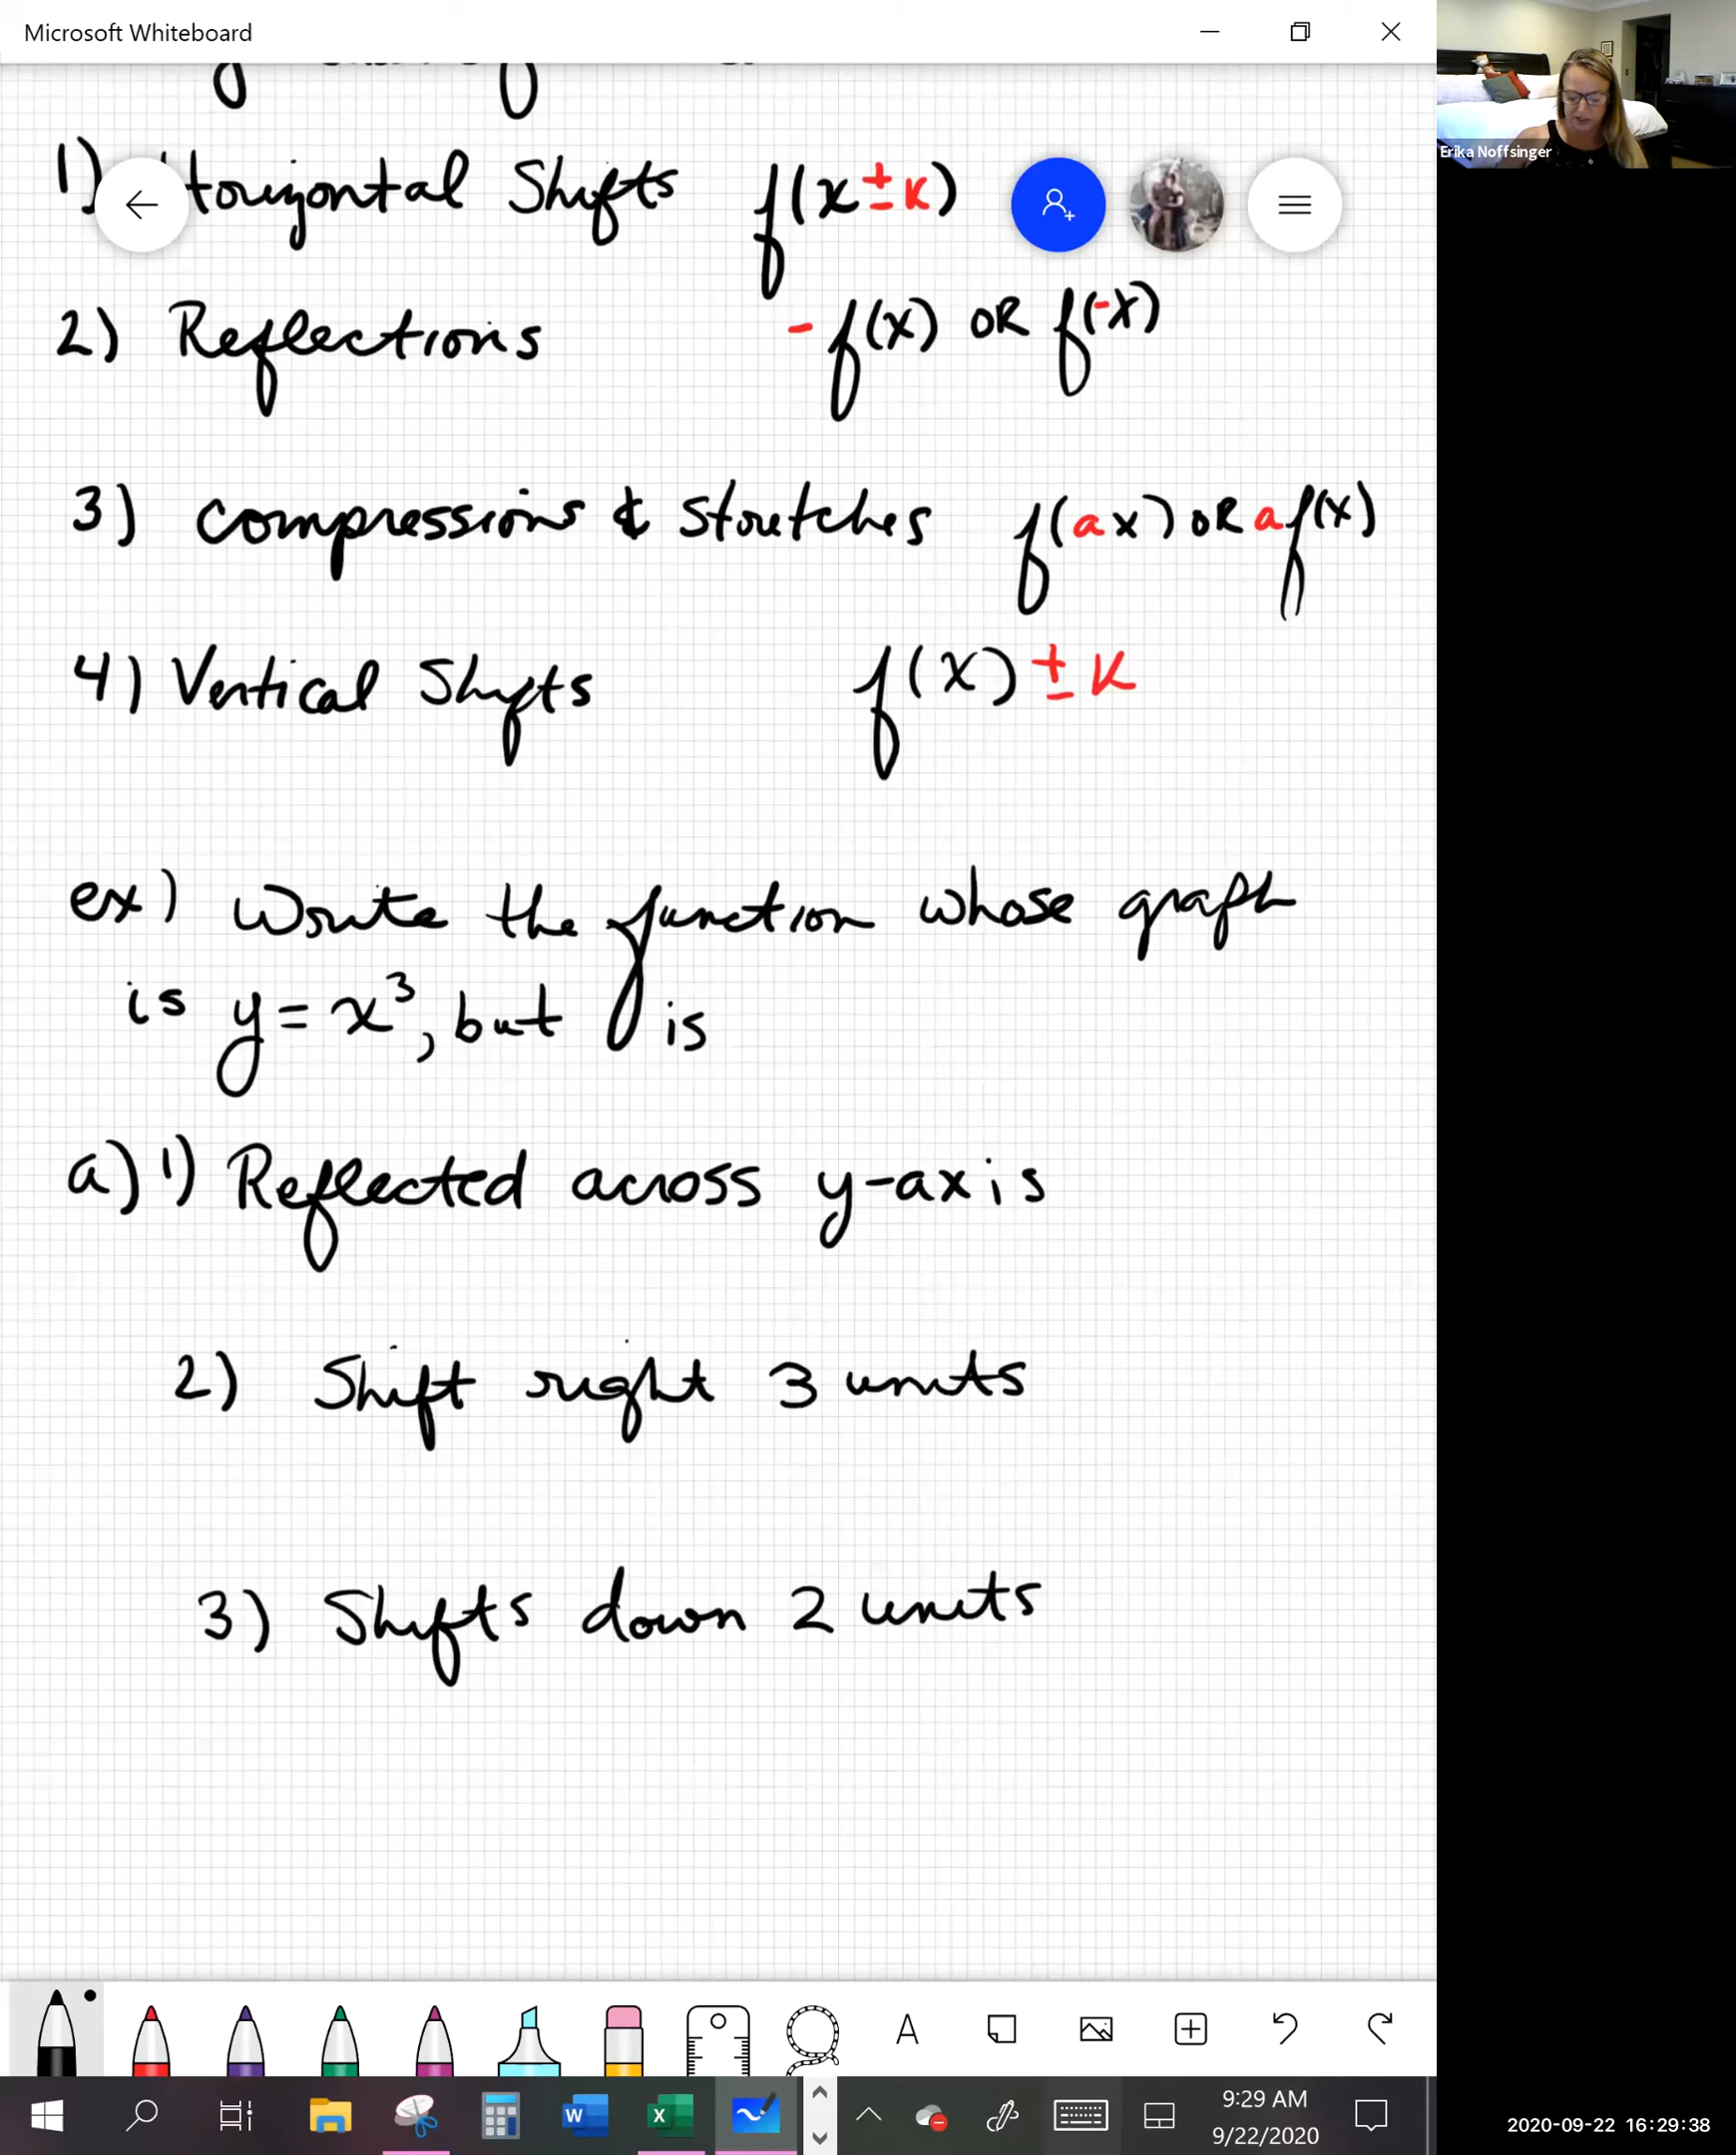 Microsoft Whiteboard
Erika Noffsinger
1) Horizontal Shifts f(x ± K)
2) Reflections -f(x) OR f(-x)
3) Compressions & Stretches f(ax) OR af(x)
4) Vertical Shifts f(x) ± K
ex) Write the function whose graph
is y = x³, but is
a) 1) Reflected across y-axis
2) Shift right 3 units
3) Shifts down 2 units
A
W X
9:29 AM
9/22/2020
2020-09-22 16:29:38